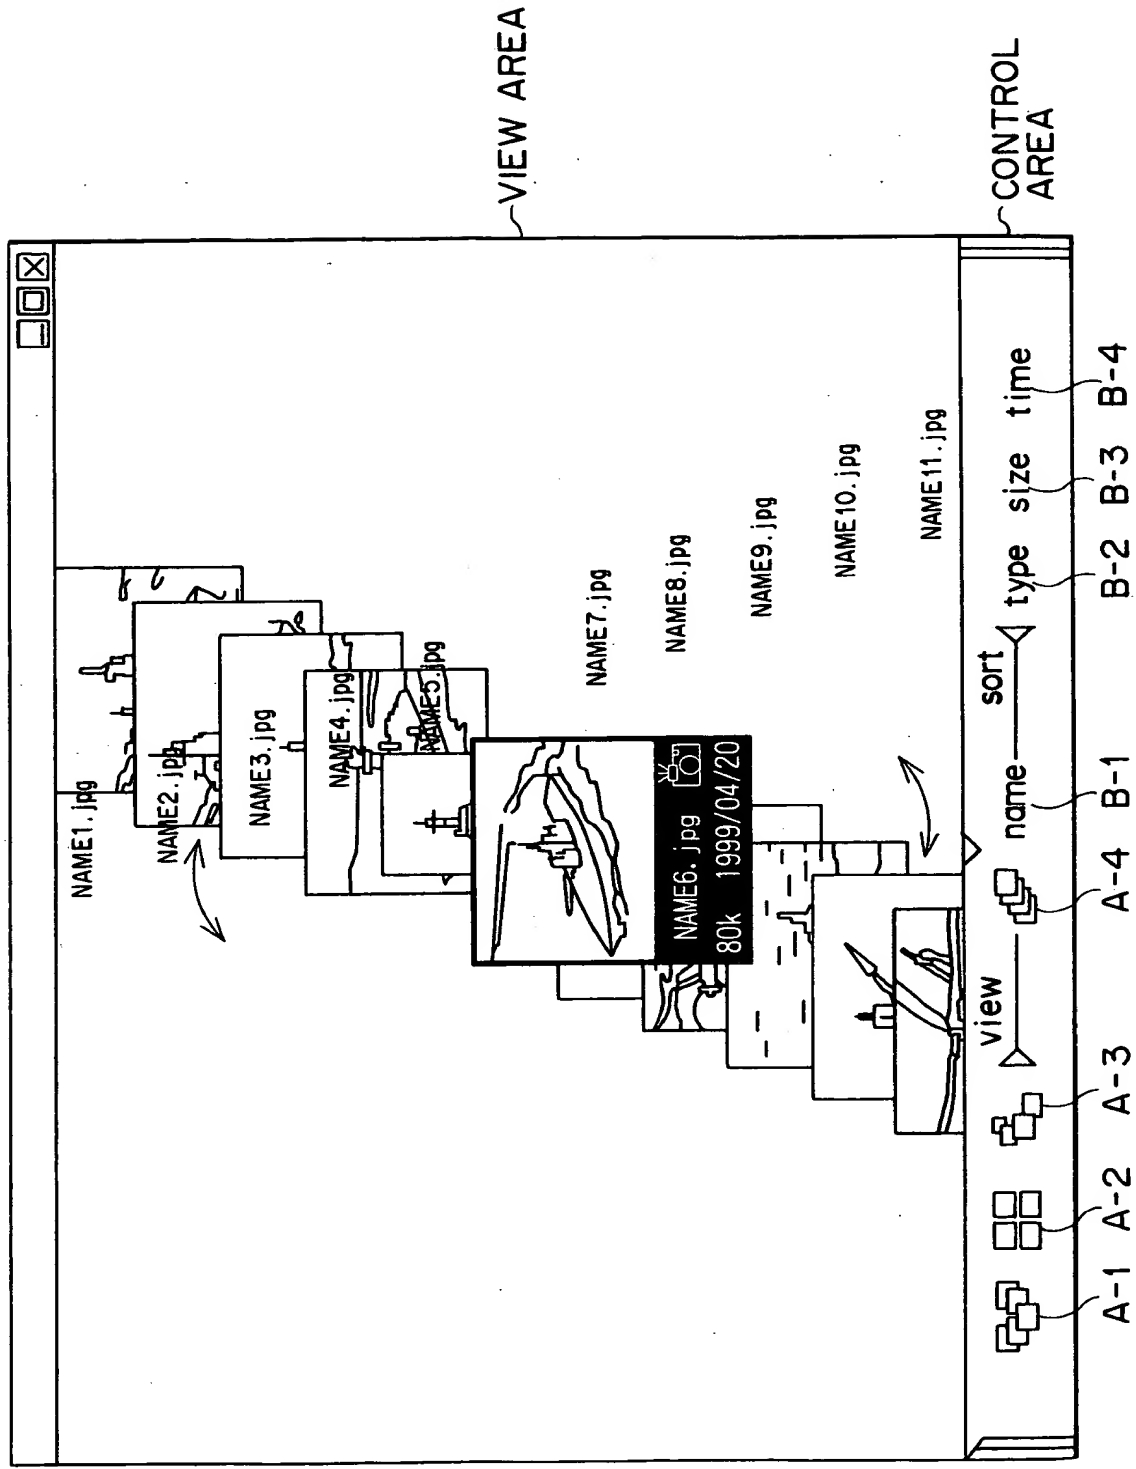 VIEW AREA
NAME1.jpg
NAME2.jpg
NAME3.jpg
NAME4.jpg
NAME5.jpg
NAME6.jpg
80k 1999/04/20
NAME7.jpg
NAME8.jpg
NAME9.jpg
NAME10.jpg
NAME11.jpg
CONTROL
AREA
view
sort
name type size time
A-1 A-2 A-3 A-4 B-1 B-2 B-3 B-4